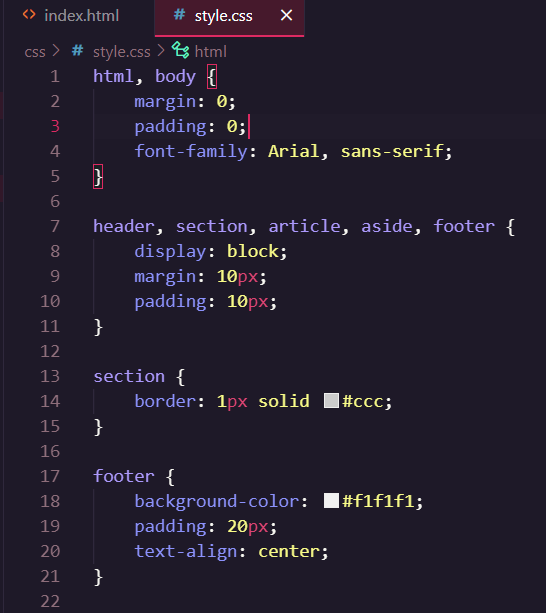 <> index.html
# style.css ×
css > # style.css > html
1 html, body {
2     margin: 0;
3     padding: 0;
4     font-family: Arial, sans-serif;
5 }
6
7 header, section, article, aside, footer {
8     display: block;
9     margin: 10px;
10     padding: 10px;
11 }
12
13 section {
14     border: 1px solid #ccc;
15 }
16
17 footer {
18     background-color: #f1f1f1;
19     padding: 20px;
20     text-align: center;
21 }
22